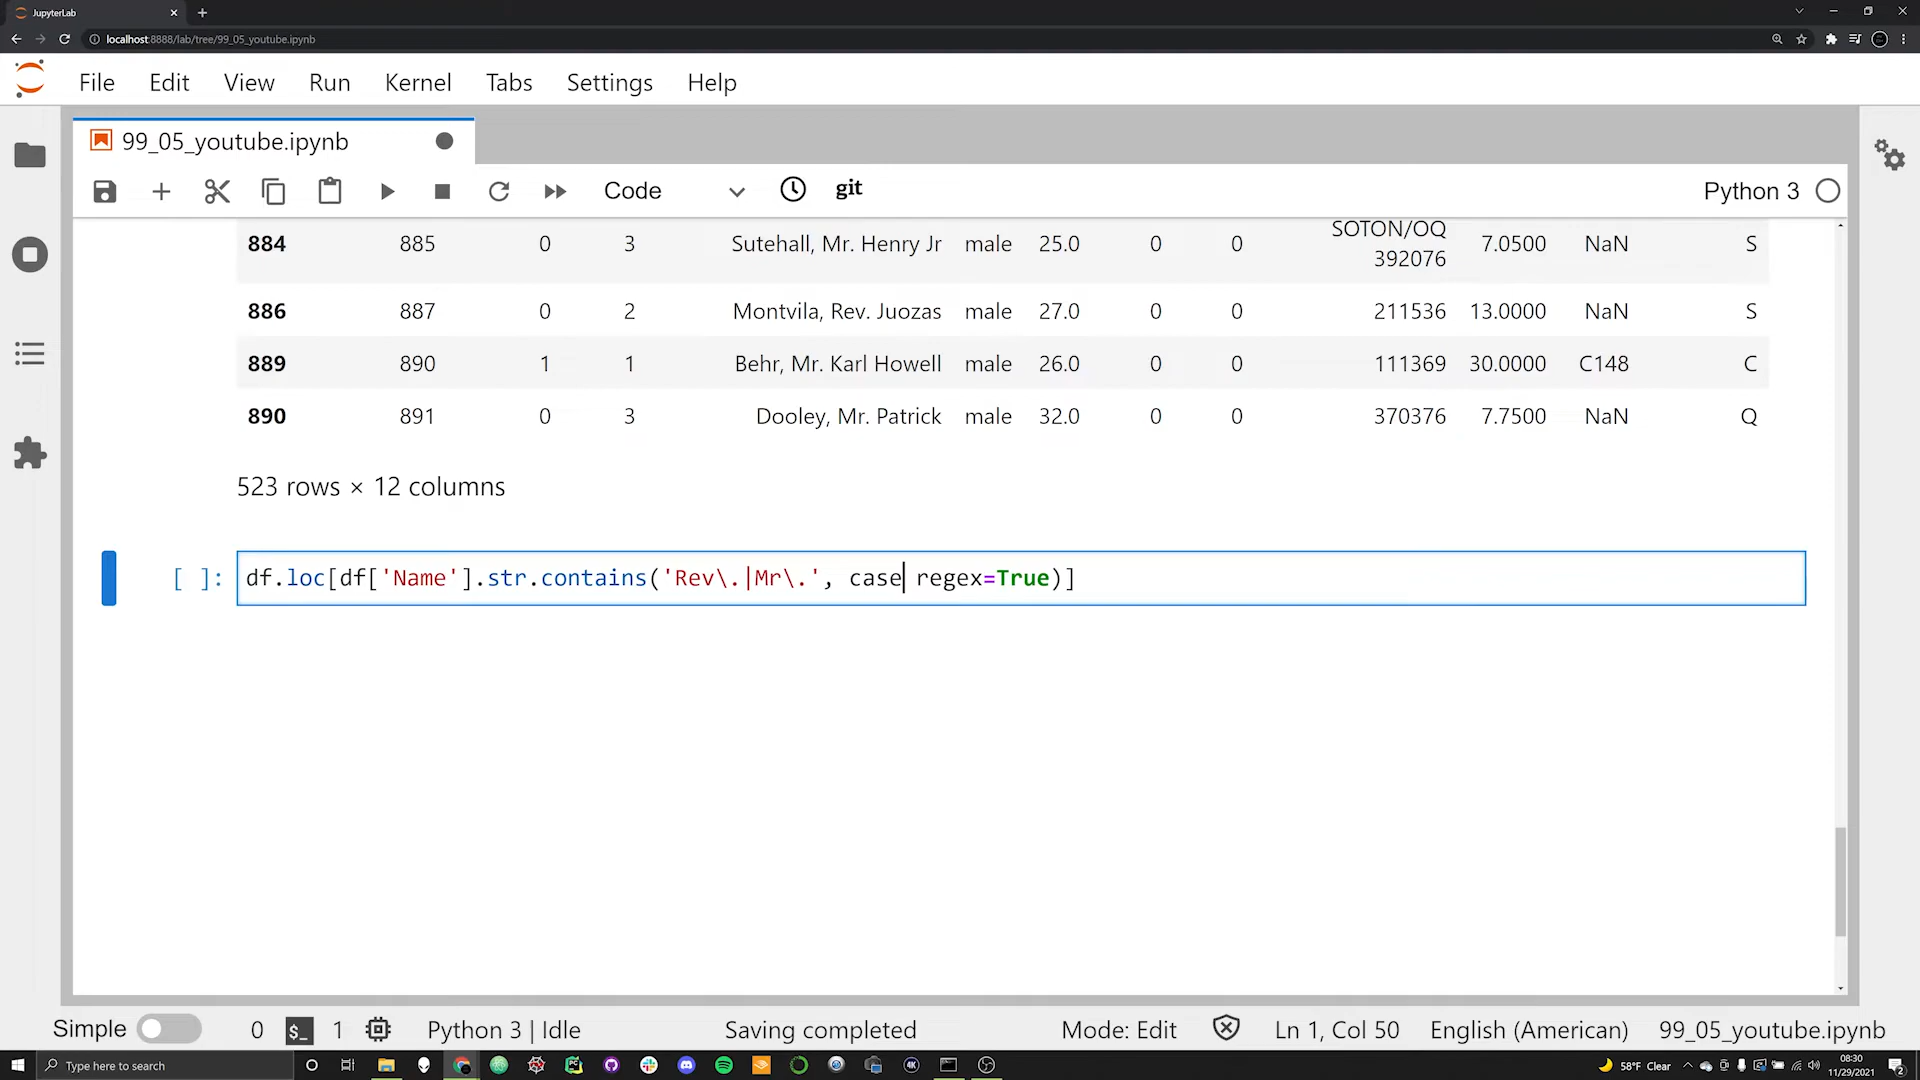 JupyterLab
localhost:8888/lab/tree/99_05_youtube.ipynb
File Edit View Run Kernel Tabs Settings Help
99_05_youtube.ipynb
Code git Python 3
884 885 0 3 Sutehall, Mr. Henry Jr male 25.0 0 0 SOTON/OQ 392076 7.0500 NaN S
886 887 0 2 Montvila, Rev. Juozas male 27.0 0 0 211536 13.0000 NaN S
889 890 1 1 Behr, Mr. Karl Howell male 26.0 0 0 111369 30.0000 C148 C
890 891 0 3 Dooley, Mr. Patrick male 32.0 0 0 370376 7.7500 NaN Q
523 rows × 12 columns
[ ]: df.loc[df['Name'].str.contains('Rev\.|Mr\.', case regex=True)]
Simple 0 $_ 1 Python 3 | Idle Saving completed Mode: Edit Ln 1, Col 50 English (American) 99_05_youtube.ipynb
Type here to search 58°F Clear 08:30
11/29/2021 2